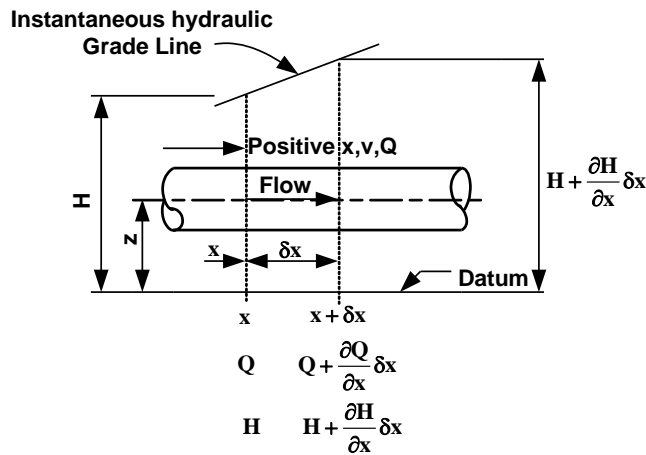 Instantaneous hydraulic
Grade Line
Positive x,v,Q
Flow
H
z
x
δx
H + ∂H/∂x δx
Datum
x x + δx
Q Q + ∂Q/∂x δx
H H + ∂H/∂x δx